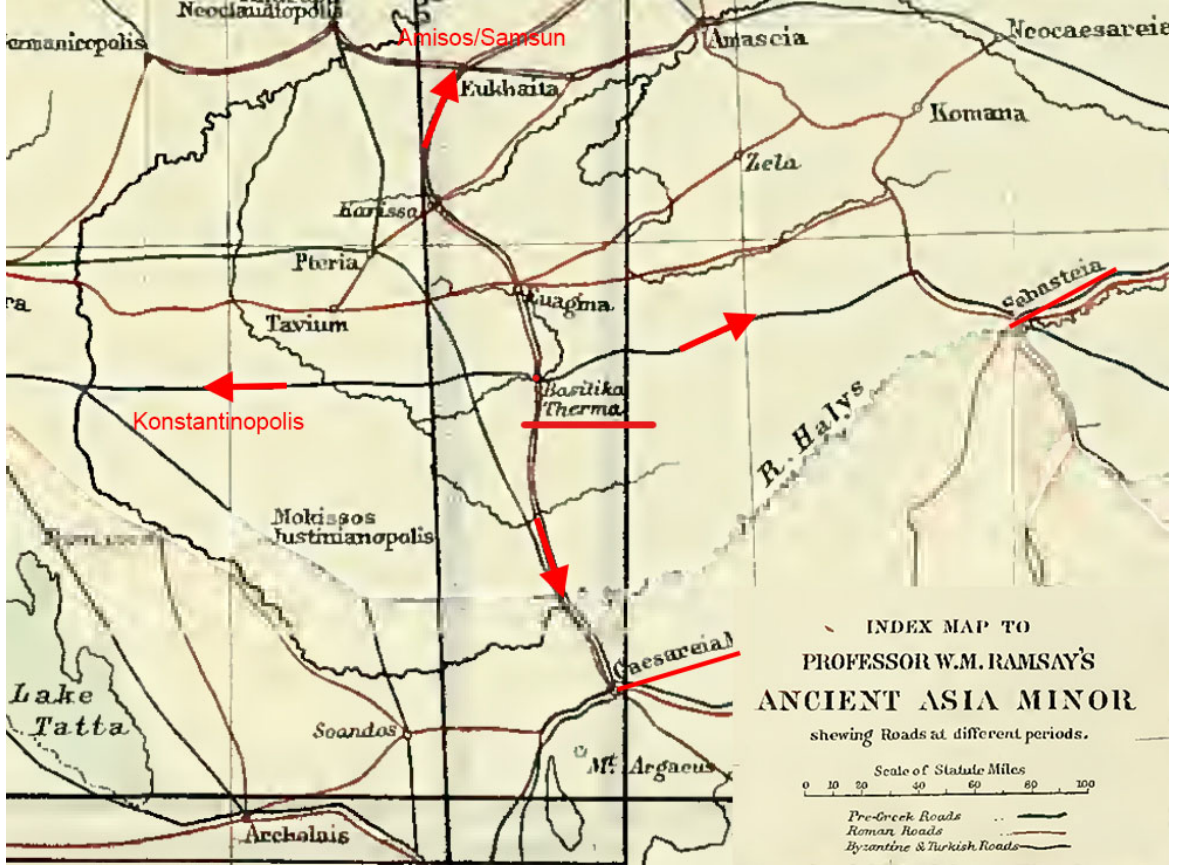 Neoclaudiopolis
Amisos/Samsun
Amascia
Neocaesareia
Eukhaita
Komana
Zela
Karissa
Pteria
Sebasteia
Euagina
Tavium
Basilika
Therma
Konstantinopolis
R. Halys
Mokissos
Justinianopolis
Caesareia M
Lake
Tatta
Soandos
Mt. Argaeus
Archelais
INDEX MAP TO
PROFESSOR W.M. RAMSAY'S
ANCIENT ASIA MINOR
shewing Roads at different periods.
Scale of Statute Miles
10 0 20 40 60 80 100
Pre-Greek Roads
Roman Roads
Byzantine & Turkish Roads